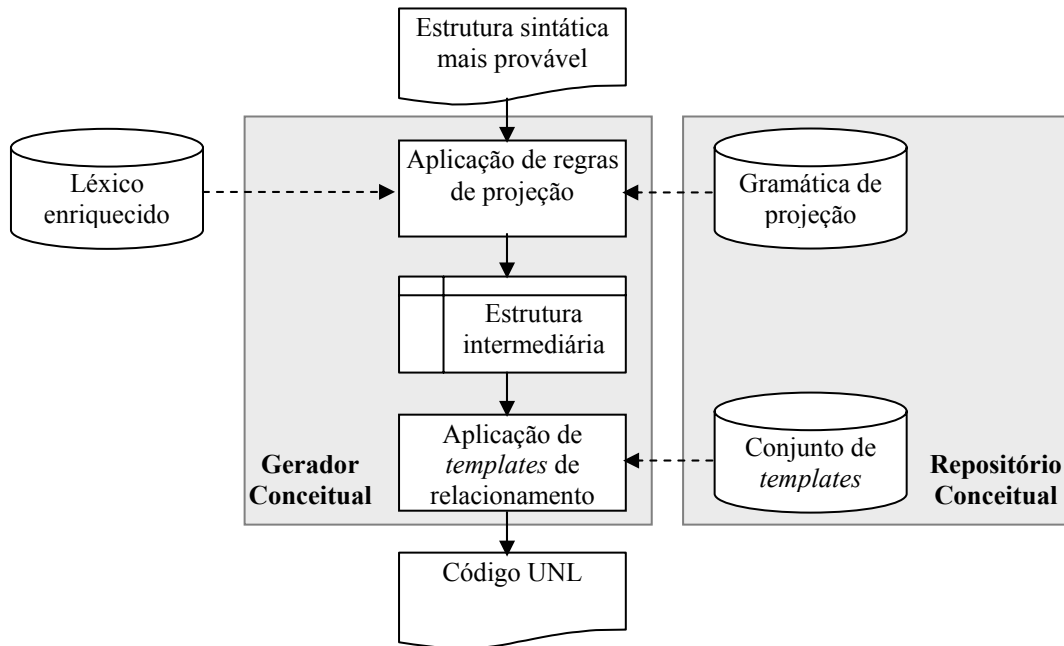 Estrutura sintática
mais provável
Léxico
enriquecido
Aplicação de regras
de projeção
Gramática de
projeção
Estrutura
intermediária
Gerador
Conceitual
Aplicação de
templates de
relacionamento
Conjunto de
templates
Repositório
Conceitual
Código UNL